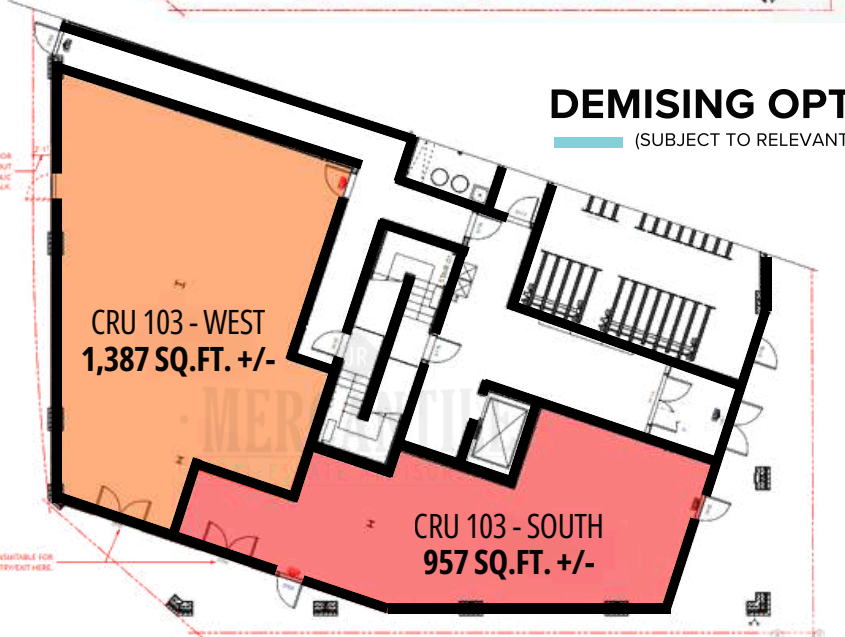 DEMISING OPT
(SUBJECT TO RELEVANT
CRU 103 - WEST
1,387 SQ.FT. +/-
CRU 103 - SOUTH
957 SQ.FT. +/-